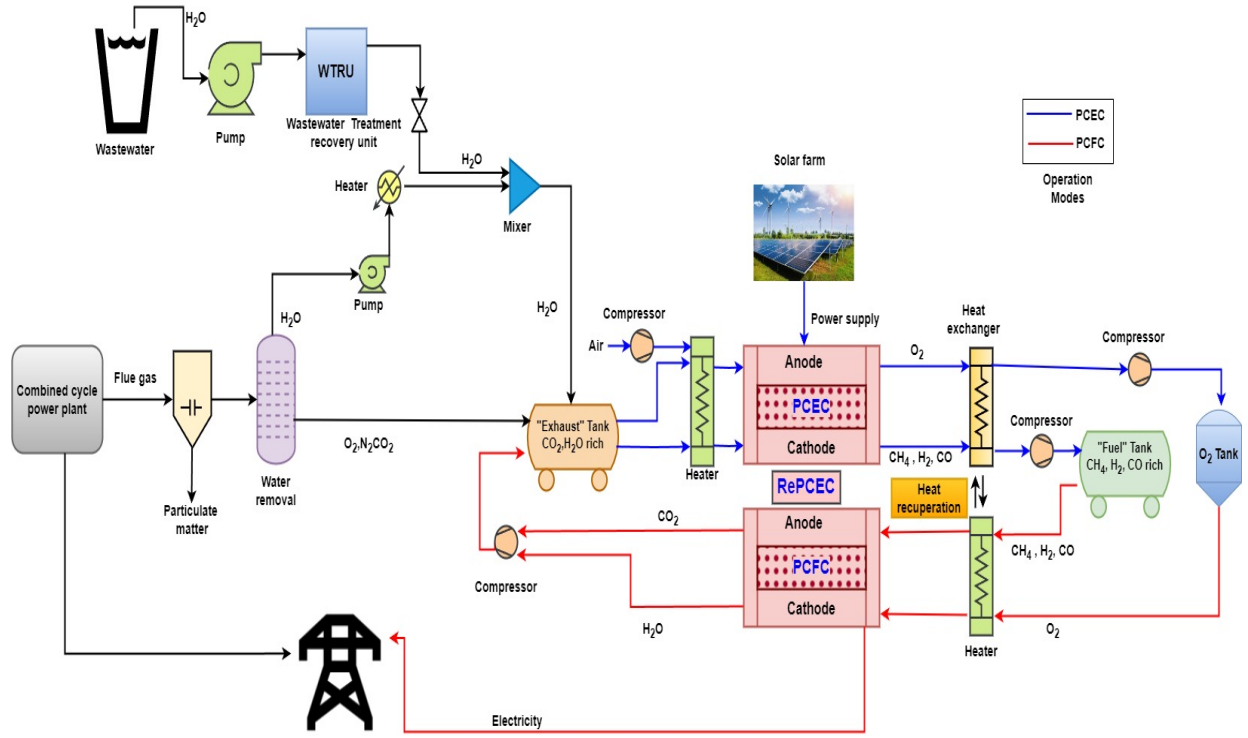 H2O
WTRU
Wastewater
Pump
Wastewater Treatment
recovery unit
PCEC
PCFC
Operation
Modes
Heater
H2O
Mixer
Solar farm
Pump
H2O
H2O
Compressor
Air
Power supply
Heat
exchanger
Compressor
Combined cycle
power plant
Flue gas
O2,N2CO2
Water
removal
Particulate
matter
"Exhaust" Tank
CO2,H2O rich
Heater
Anode
PCEC
Cathode
O2
CH4 , H2, CO
Compressor
"Fuel" Tank
CH4, H2, CO rich
O2 Tank
RePCEC
Heat
recuperation
CO2
Compressor
H2O
Anode
PCFC
Cathode
CH4 , H2, CO
O2
Heater
Electricity